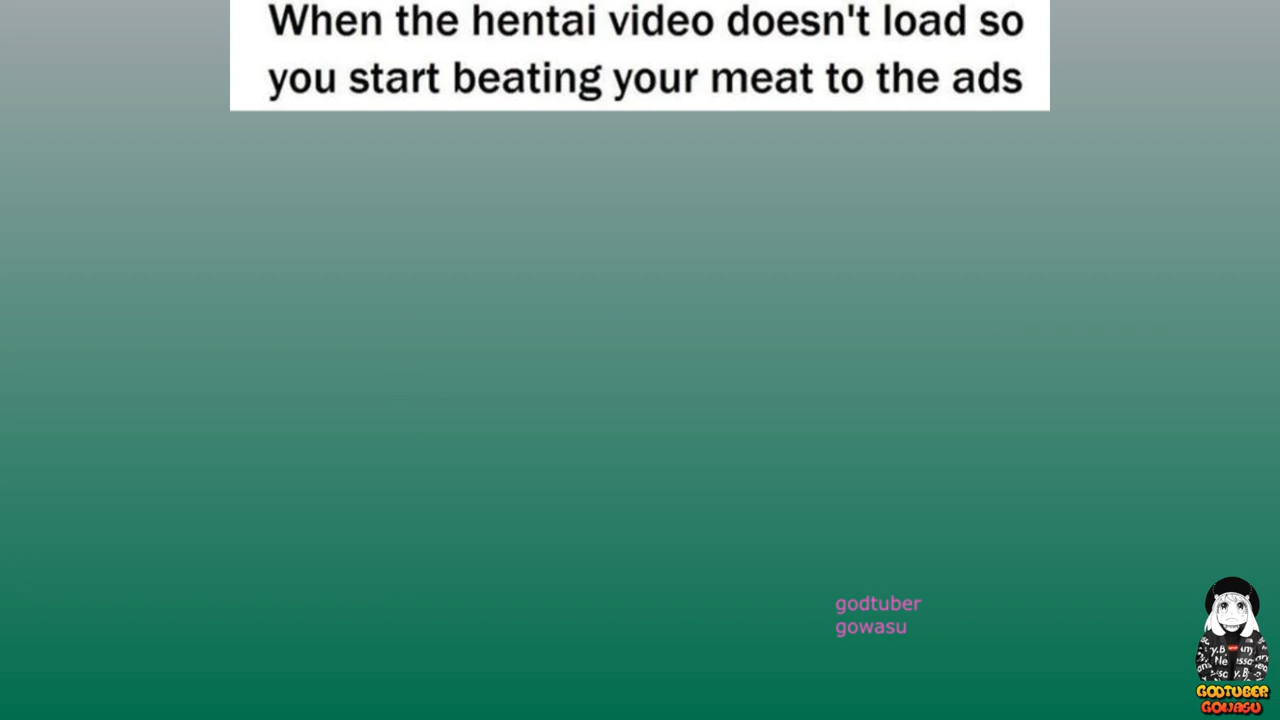 When the hentai video doesn't load so
you start beating your meat to the ads
godtuber
gowasu
GODTUBER
GOWASU